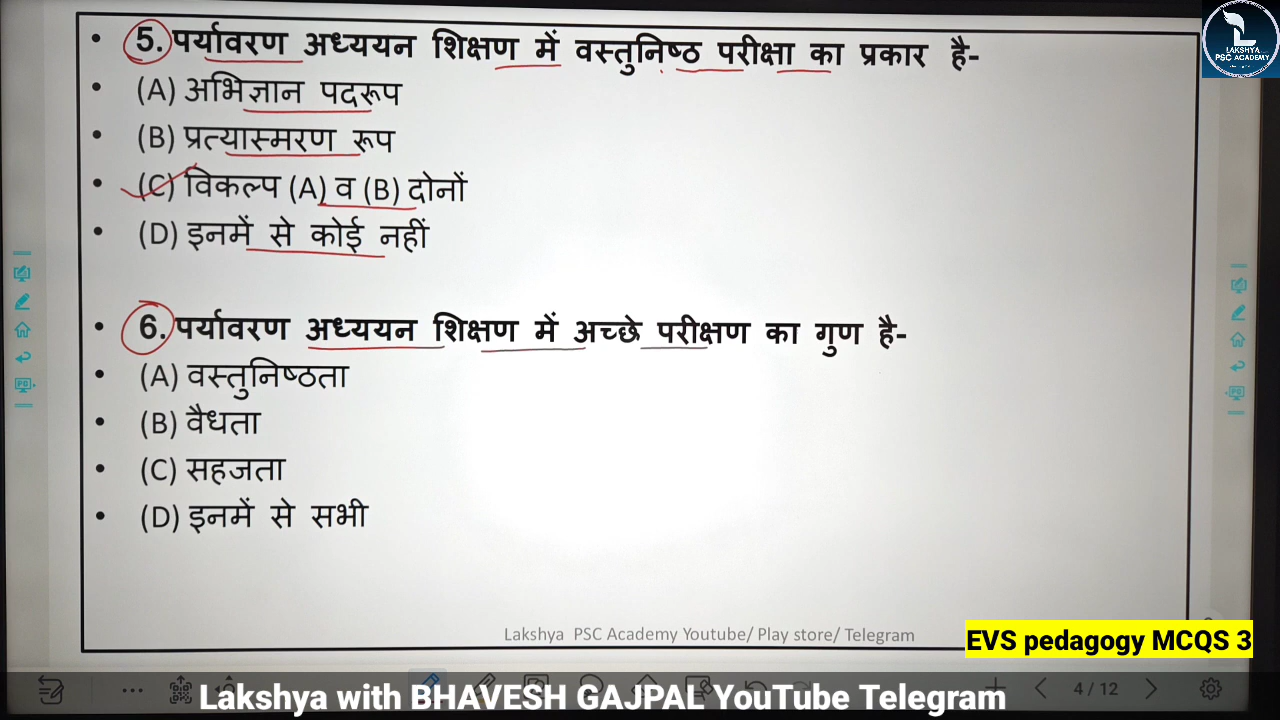 LAKSHYA
PSC ACADEMY
• 5. पर्यावरण अध्ययन शिक्षण में वस्तुनिष्ठ परीक्षा का प्रकार है-
• (A) अभिज्ञान पदरूप
• (B) प्रत्यास्मरण रूप
• (C) विकल्प (A) व (B) दोनों
• (D) इनमें से कोई नहीं
• 6. पर्यावरण अध्ययन शिक्षण में अच्छे परीक्षण का गुण है-
• (A) वस्तुनिष्ठता
• (B) वैधता
• (C) सहजता
• (D) इनमें से सभी
Lakshya PSC Academy Youtube/ Play store/ Telegram
EVS pedagogy MCQS 3
4 / 12
Lakshya with BHAVESH GAJPAL YouTube Telegram